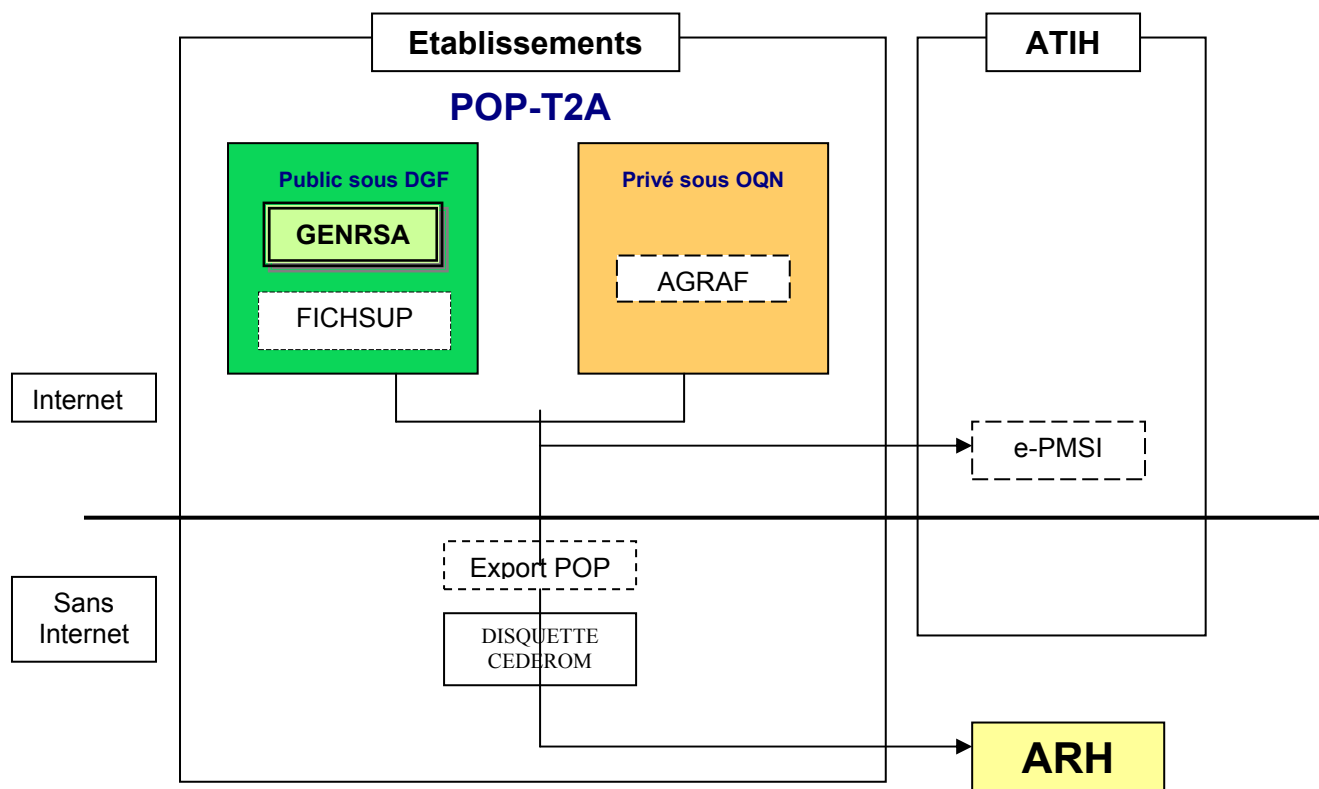 Etablissements
ATIH
POP-T2A
Public sous DGF
Privé sous OQN
GENRSA
AGRAF
FICHSUP
Internet
e-PMSI
Export POP
Sans
Internet
DISQUETTE
CEDEROM
ARH